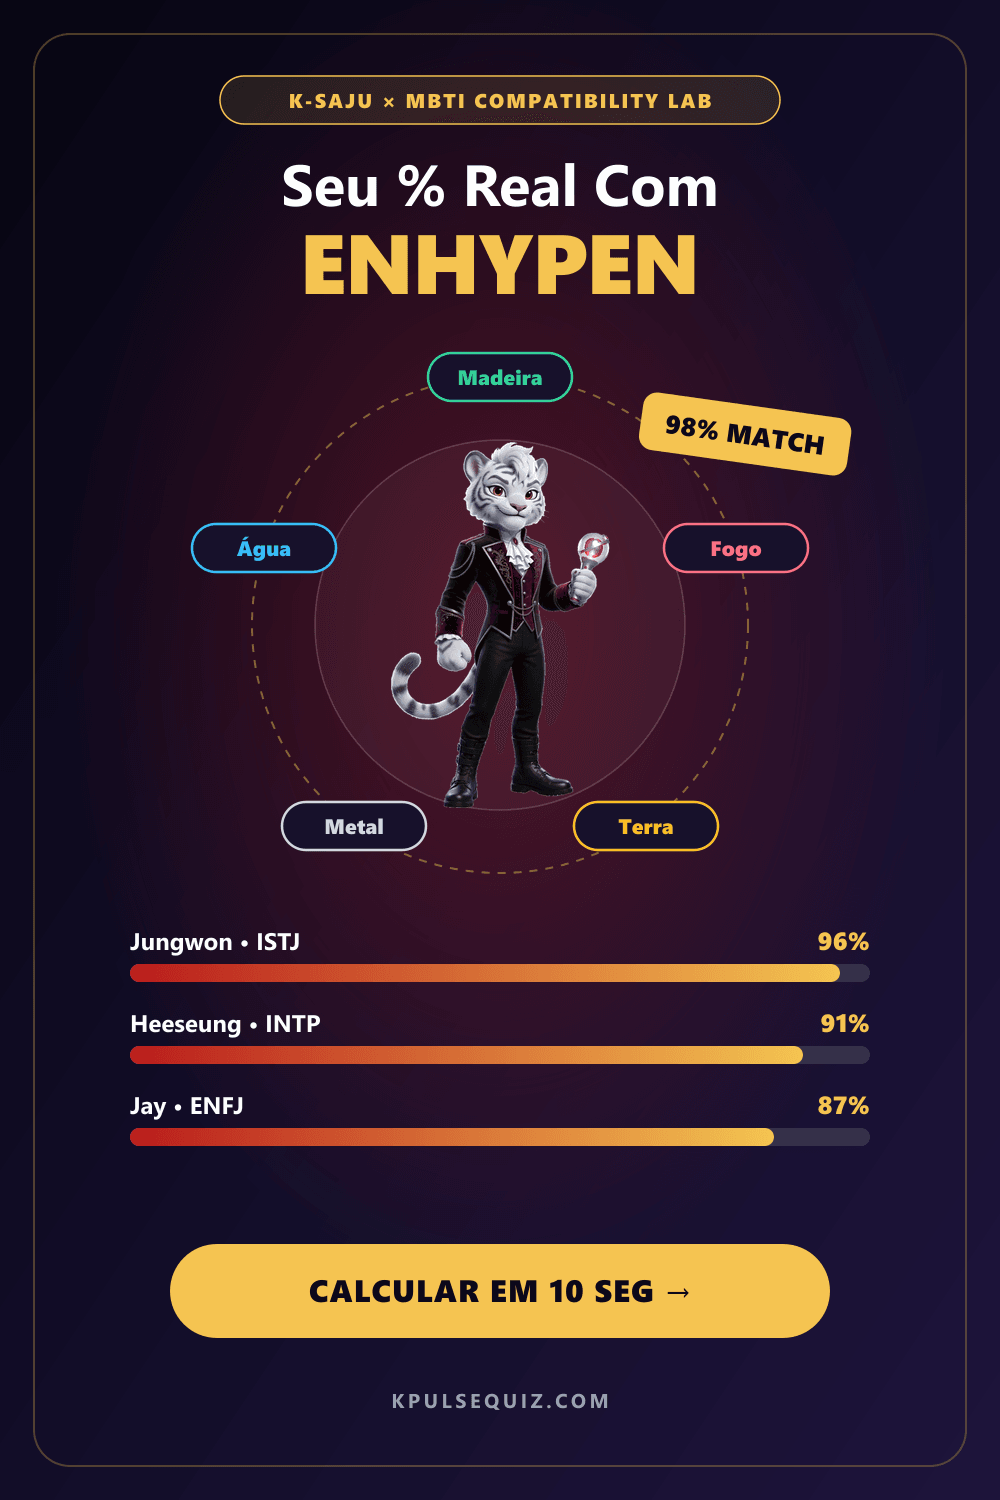 K-SAJU × MBTI COMPATIBILITY LAB
Seu % Real Com
ENHYPEN
Madeira
98% MATCH
Água
Fogo
Metal
Terra
Jungwon • ISTJ 96%
Heeseung • INTP 91%
Jay • ENFJ 87%
CALCULAR EM 10 SEG →
KPULSEQUIZ.COM